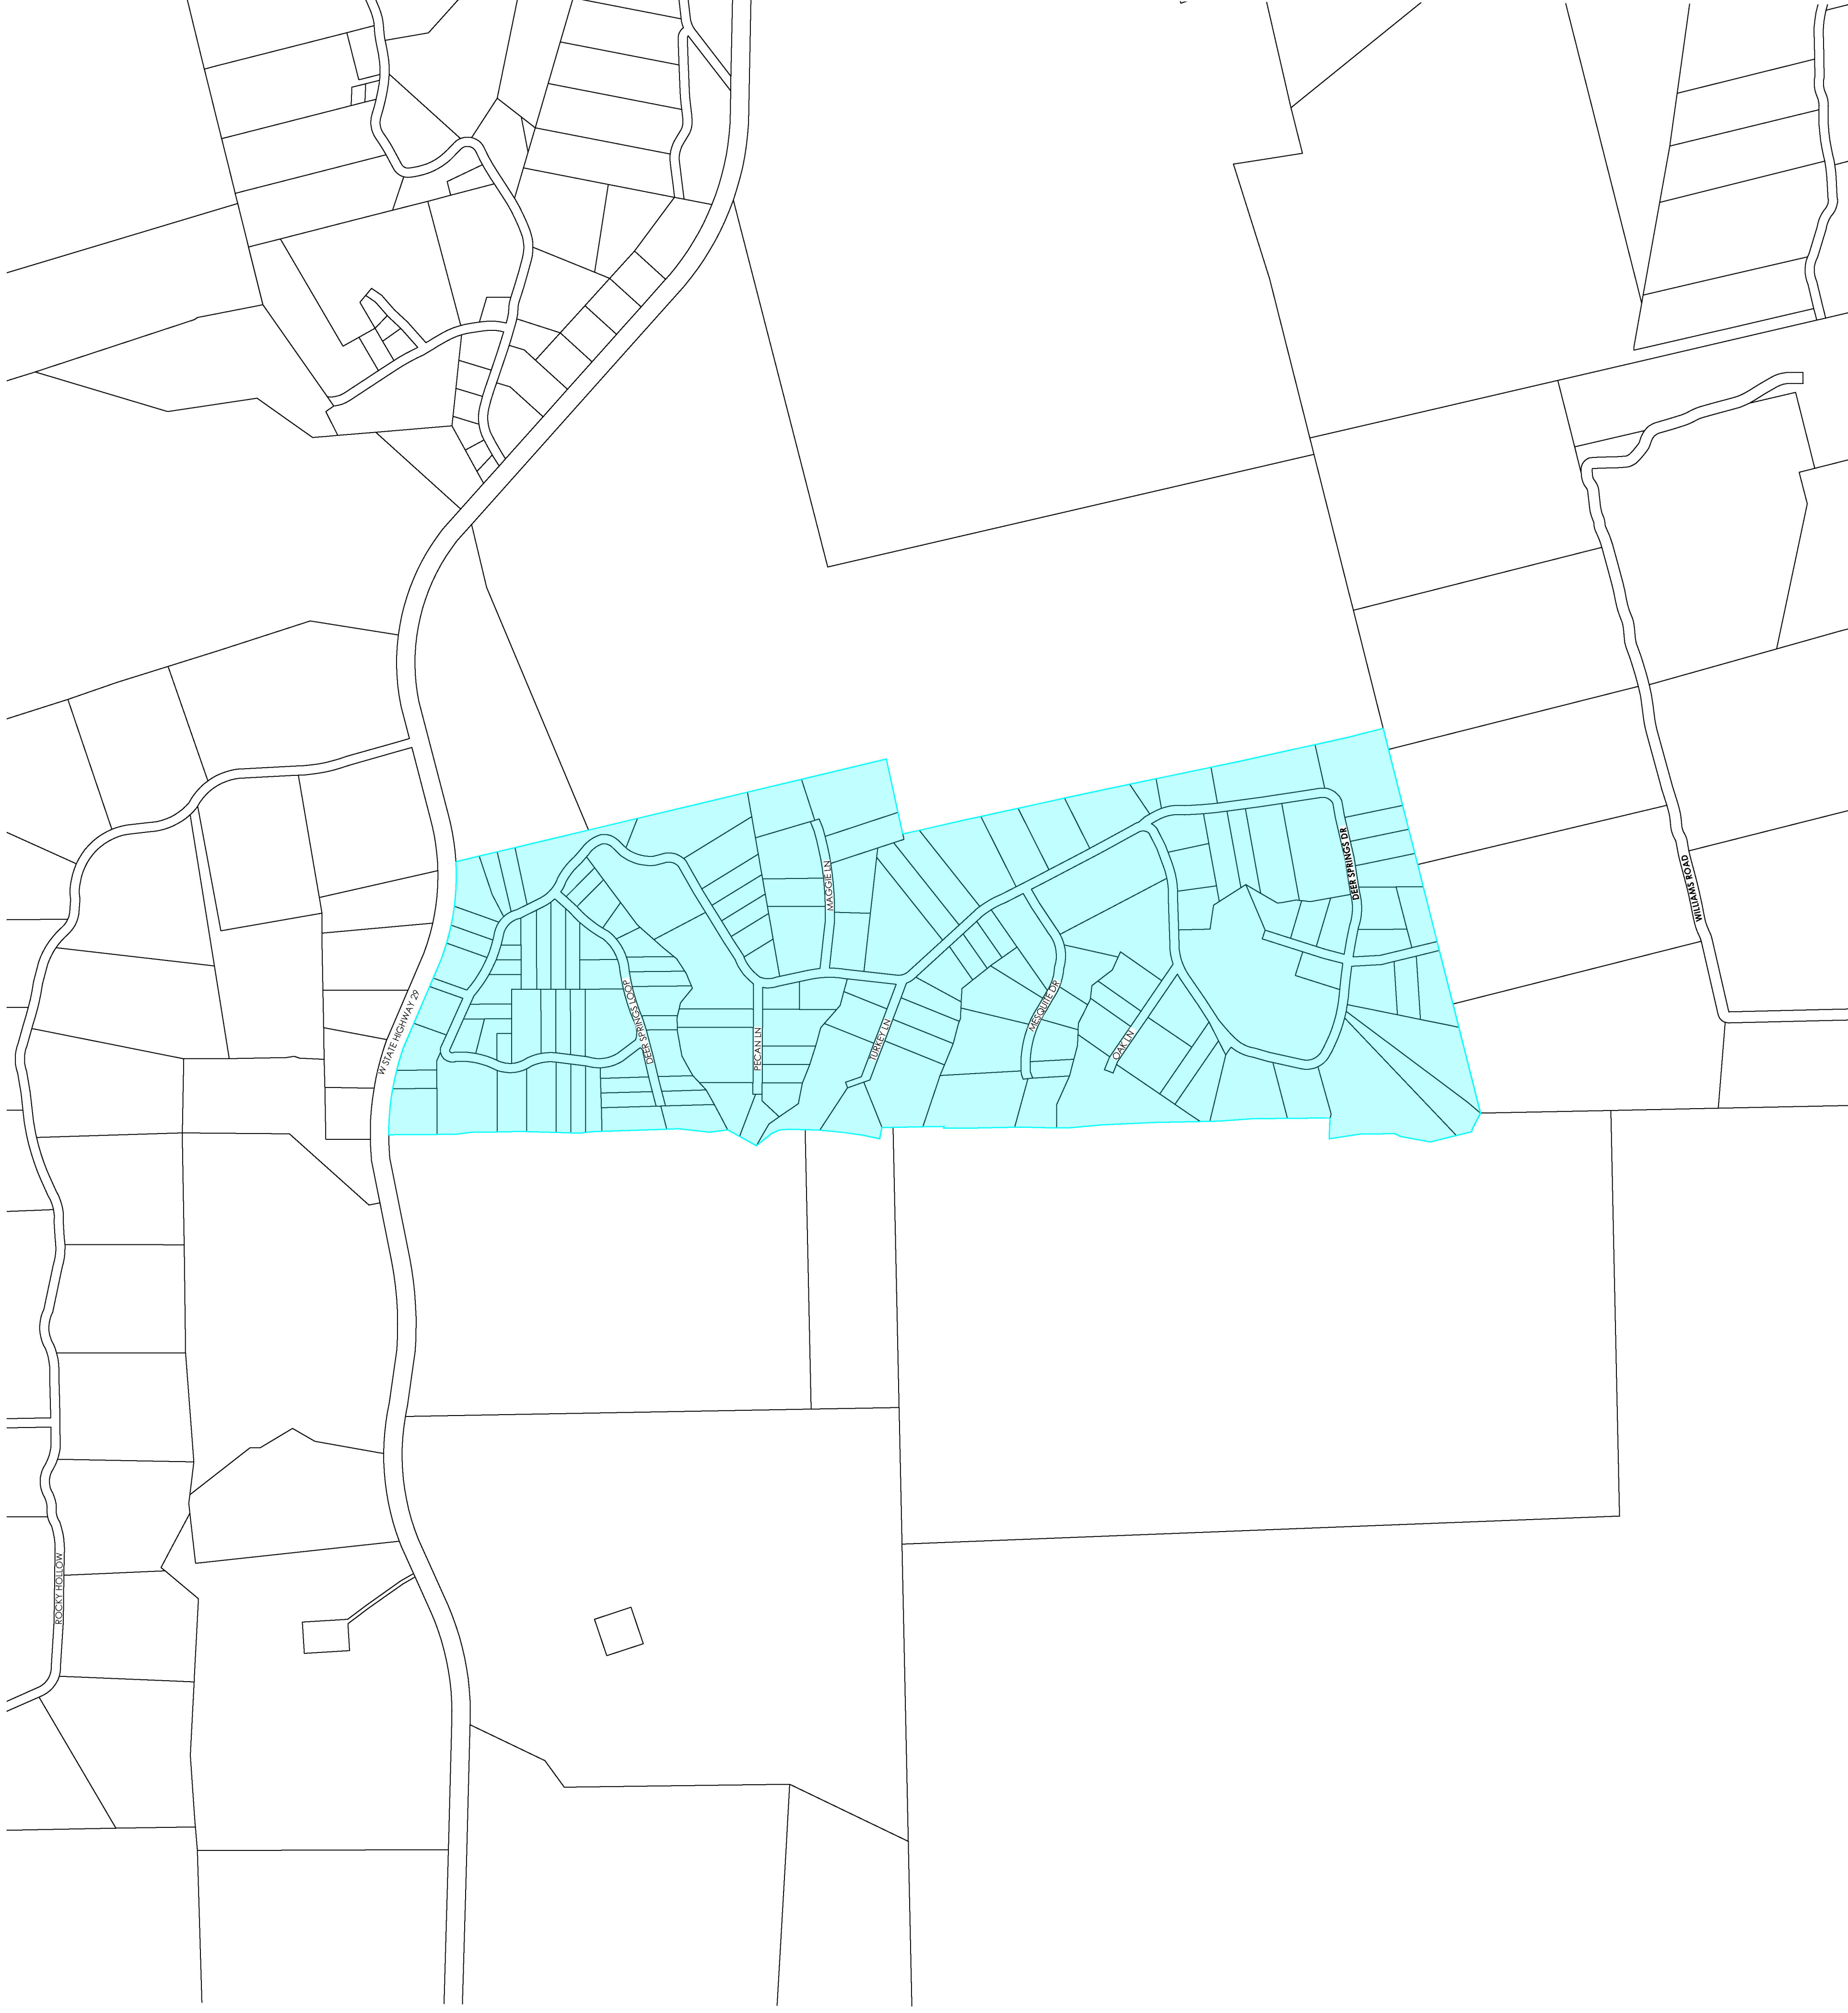 DEER SPRINGS DR
MAGGIE LN
WILLIAMS ROAD
W STATE HIGHWAY 29
DEER SPRINGS LOOP
MESQUITE DR
PECAN LN
TURKEY LN
OAK LN
ROCKY HOLLOW